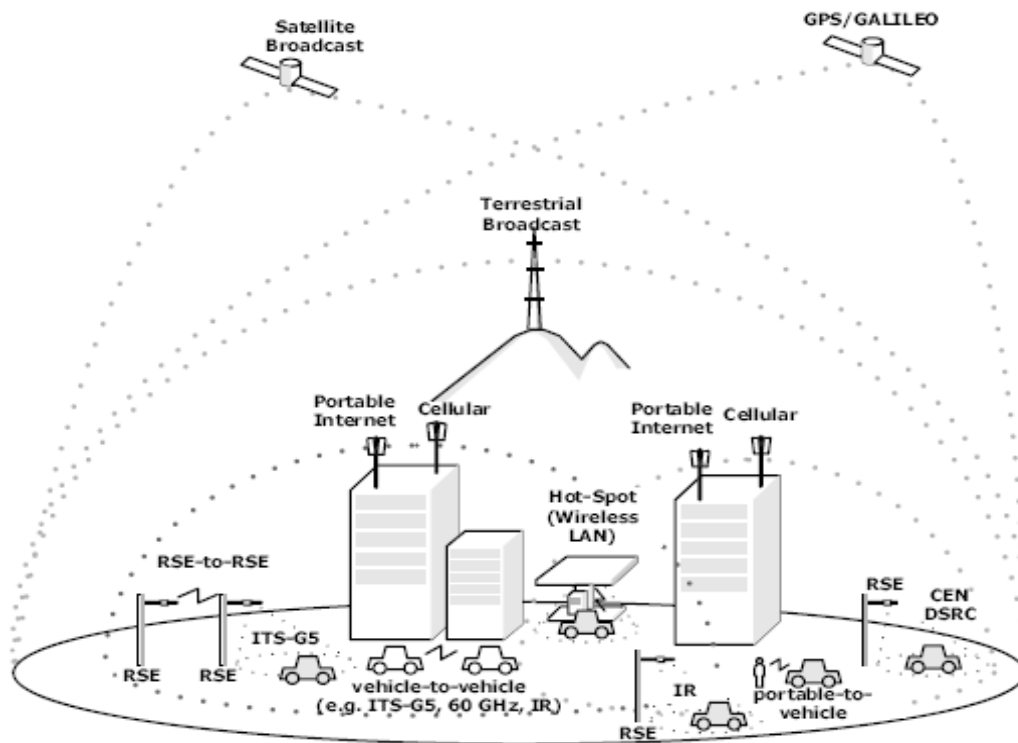 Satellite
Broadcast
GPS/GALILEO
Terrestrial
Broadcast
Portable
Internet
Cellular
Portable
Internet
Cellular
Hot-Spot
(Wireless
LAN)
RSE-to-RSE
RSE
CEN
DSRC
ITS-G5
RSE
RSE
vehicle-to-vehicle
(e.g. ITS-G5, 60 GHz, IR)
IR
portable-to-
vehicle
RSE